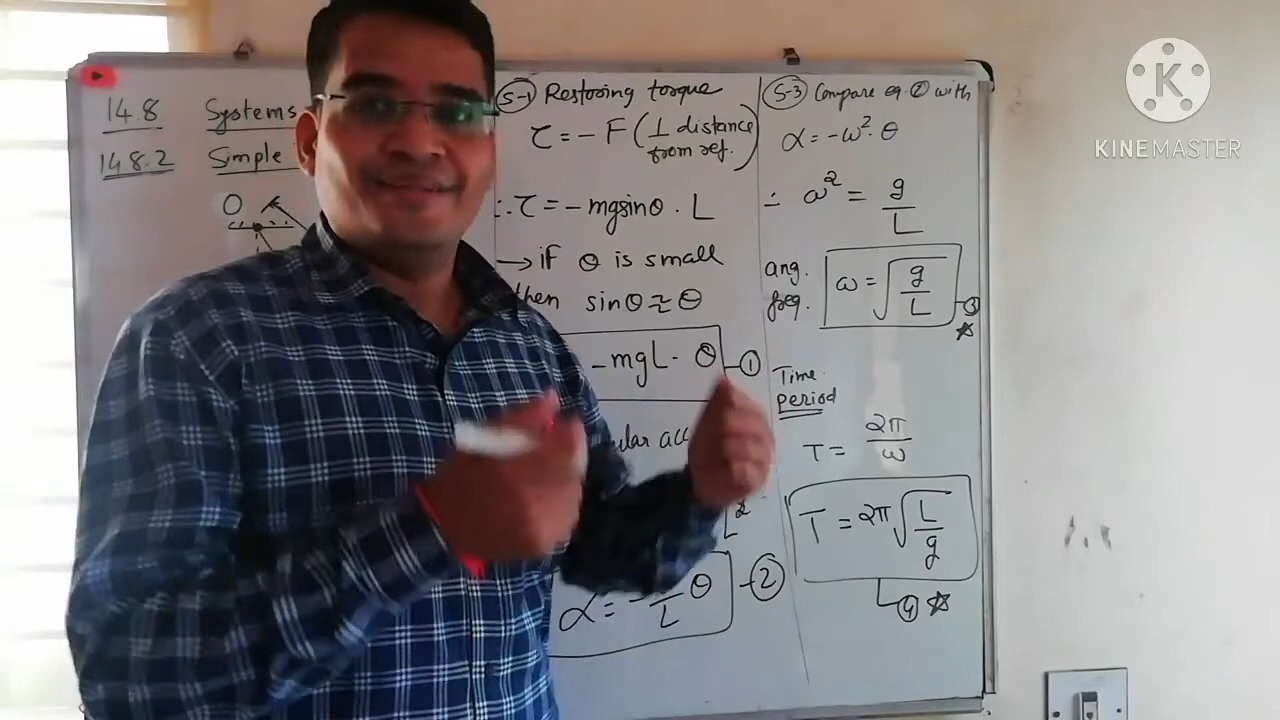 14.8 Systems
14.8.2 Simple
O
S-1 Restoring torque
τ = - F (⊥ distance
from ref.)
∴ τ = - mgsinθ . L
→ if θ is small
then sinθ ≈ θ
- mgL · θ - 1
ular acc
L²
α = - /L θ - 2
S-3 Compare eq. 2 with
α = -ω² · θ
∴ ω² = g/L
ang.
freq.
ω = √g/L - 3
☆
Time
Period
T = 2π/ω
T = 2π√L/g
4 ☆
K
KINEMASTER